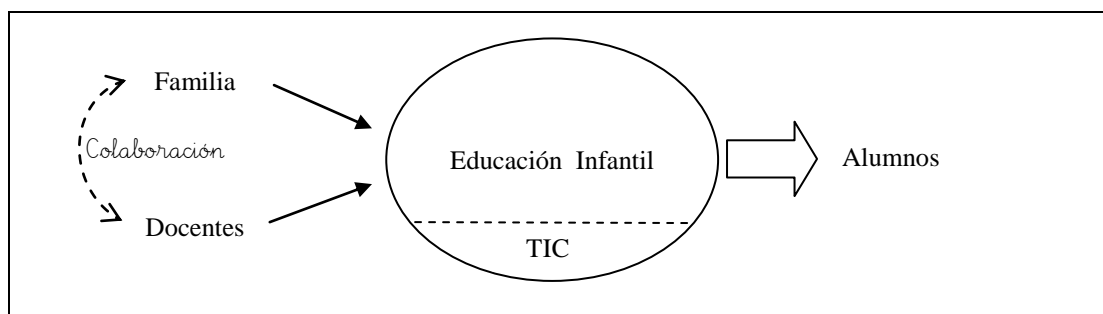 Familia
Colaboración
Docentes
Educación Infantil
TIC
Alumnos